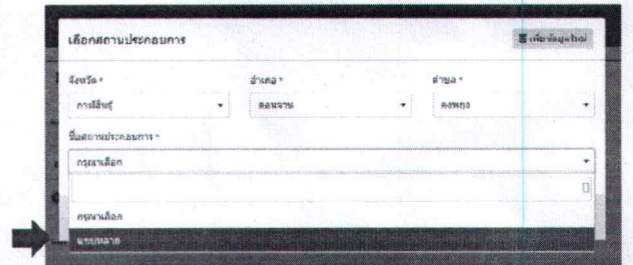 เลือกสถานประกอบการ
เพิ่มข้อมูลใหม่
จังหวัด *
อำเภอ *
ตำบล *
กาฬสินธุ์
ดอนจาน
ดงพยุง
ชื่อสถานประกอบการ *
กรุณาเลือก
กรุณาเลือก